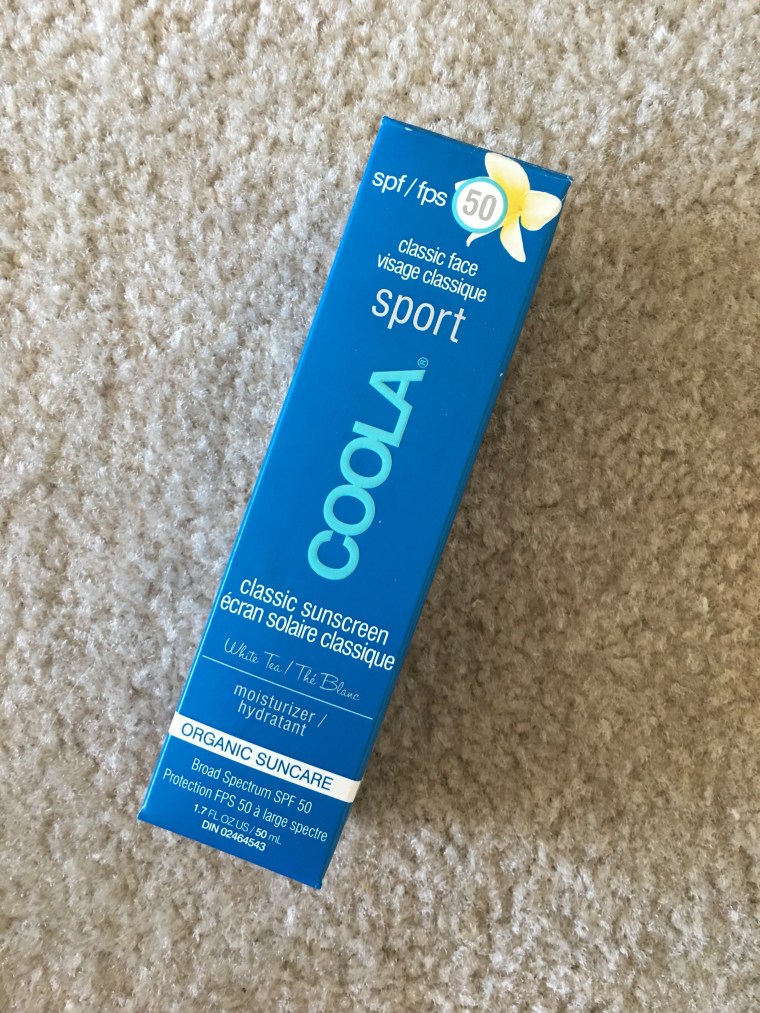 spf/fps 50
classic face
visage classique
sport
COOLA®
classic sunscreen
écran solaire classique
White Tea / Thé Blanc
moisturizer /
hydratant
ORGANIC SUNCARE
Broad Spectrum SPF 50
Protection FPS 50 à large spectre
1.7 FL OZ US / 50 mL
DIN 02464543